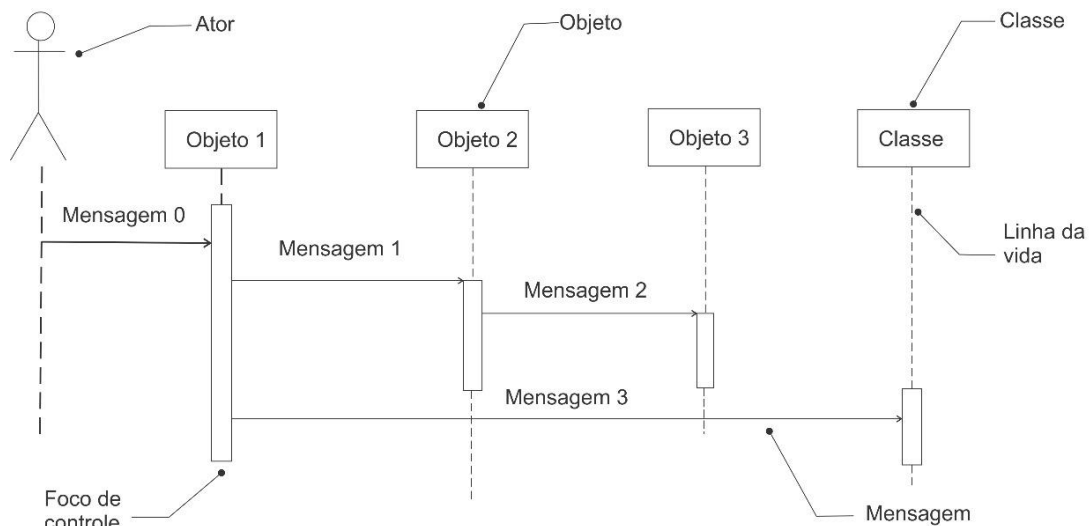 Ator
Objeto
Classe
Objeto 1
Objeto 2
Objeto 3
Classe
Mensagem 0
Mensagem 1
Linha da
vida
Mensagem 2
Mensagem 3
Foco de
controle
Mensagem